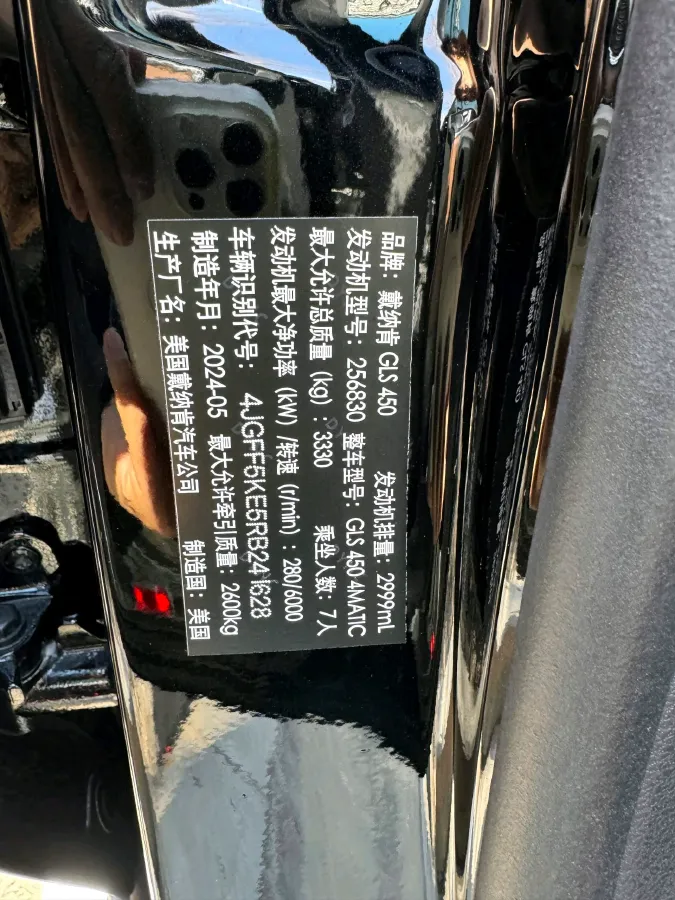 品牌：戴纳肯 GLS 450 发动机排量：2999mL
发动机型号：256830 整车型号：GLS 450 4MATIC
最大允许总质量（kg）：3330 乘坐人数：7人
发动机最大净功率（kW）/转速（r/min）：280/6000
车辆识别代号：4JGFF5KE5RB241628
制造年月：2024-05 最大允许牵引质量：2600kg
生产厂名：美国戴纳肯汽车公司 制造国：美国